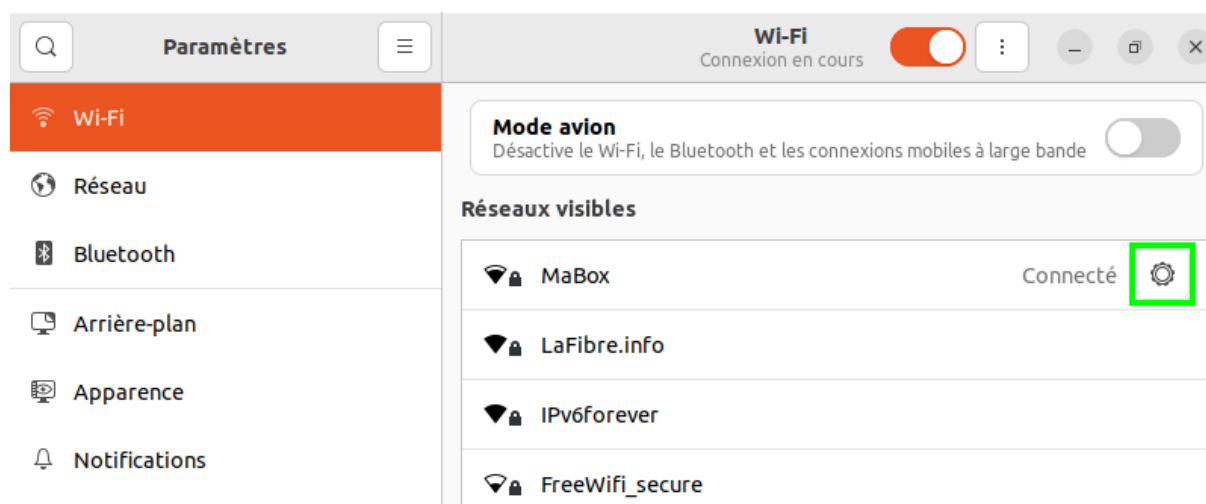 Paramètres
Wi-Fi
Connexion en cours
Wi-Fi
Réseau
Bluetooth
Arrière-plan
Apparence
Notifications
Mode avion
Désactive le Wi-Fi, le Bluetooth et les connexions mobiles à large bande
Réseaux visibles
MaBox Connecté
LaFibre.info
IPv6forever
FreeWifi_secure